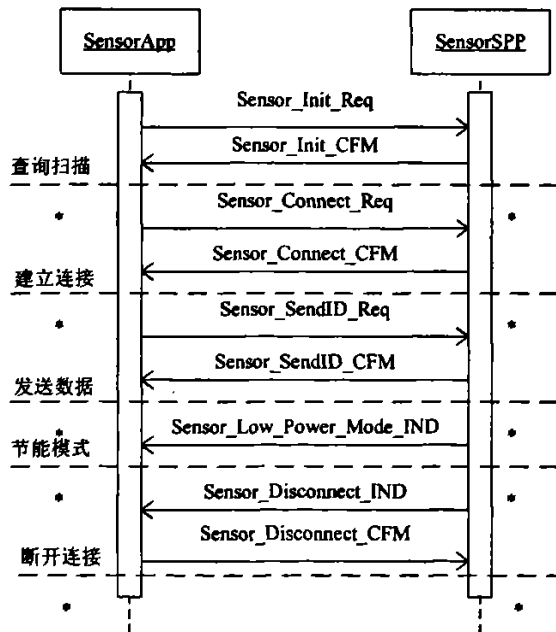 SensorApp
SensorSPP
Sensor_Init_Req
Sensor_Init_CFM
查询扫描
* Sensor_Connect_Req *
Sensor_Connect_CFM
建立连接
* Sensor_SendID_Req *
Sensor_SendID_CFM
发送数据
* Sensor_Low_Power_Mode_IND *
节能模式
* Sensor_Disconnect_IND *
Sensor_Disconnect_CFM
断开连接
* *